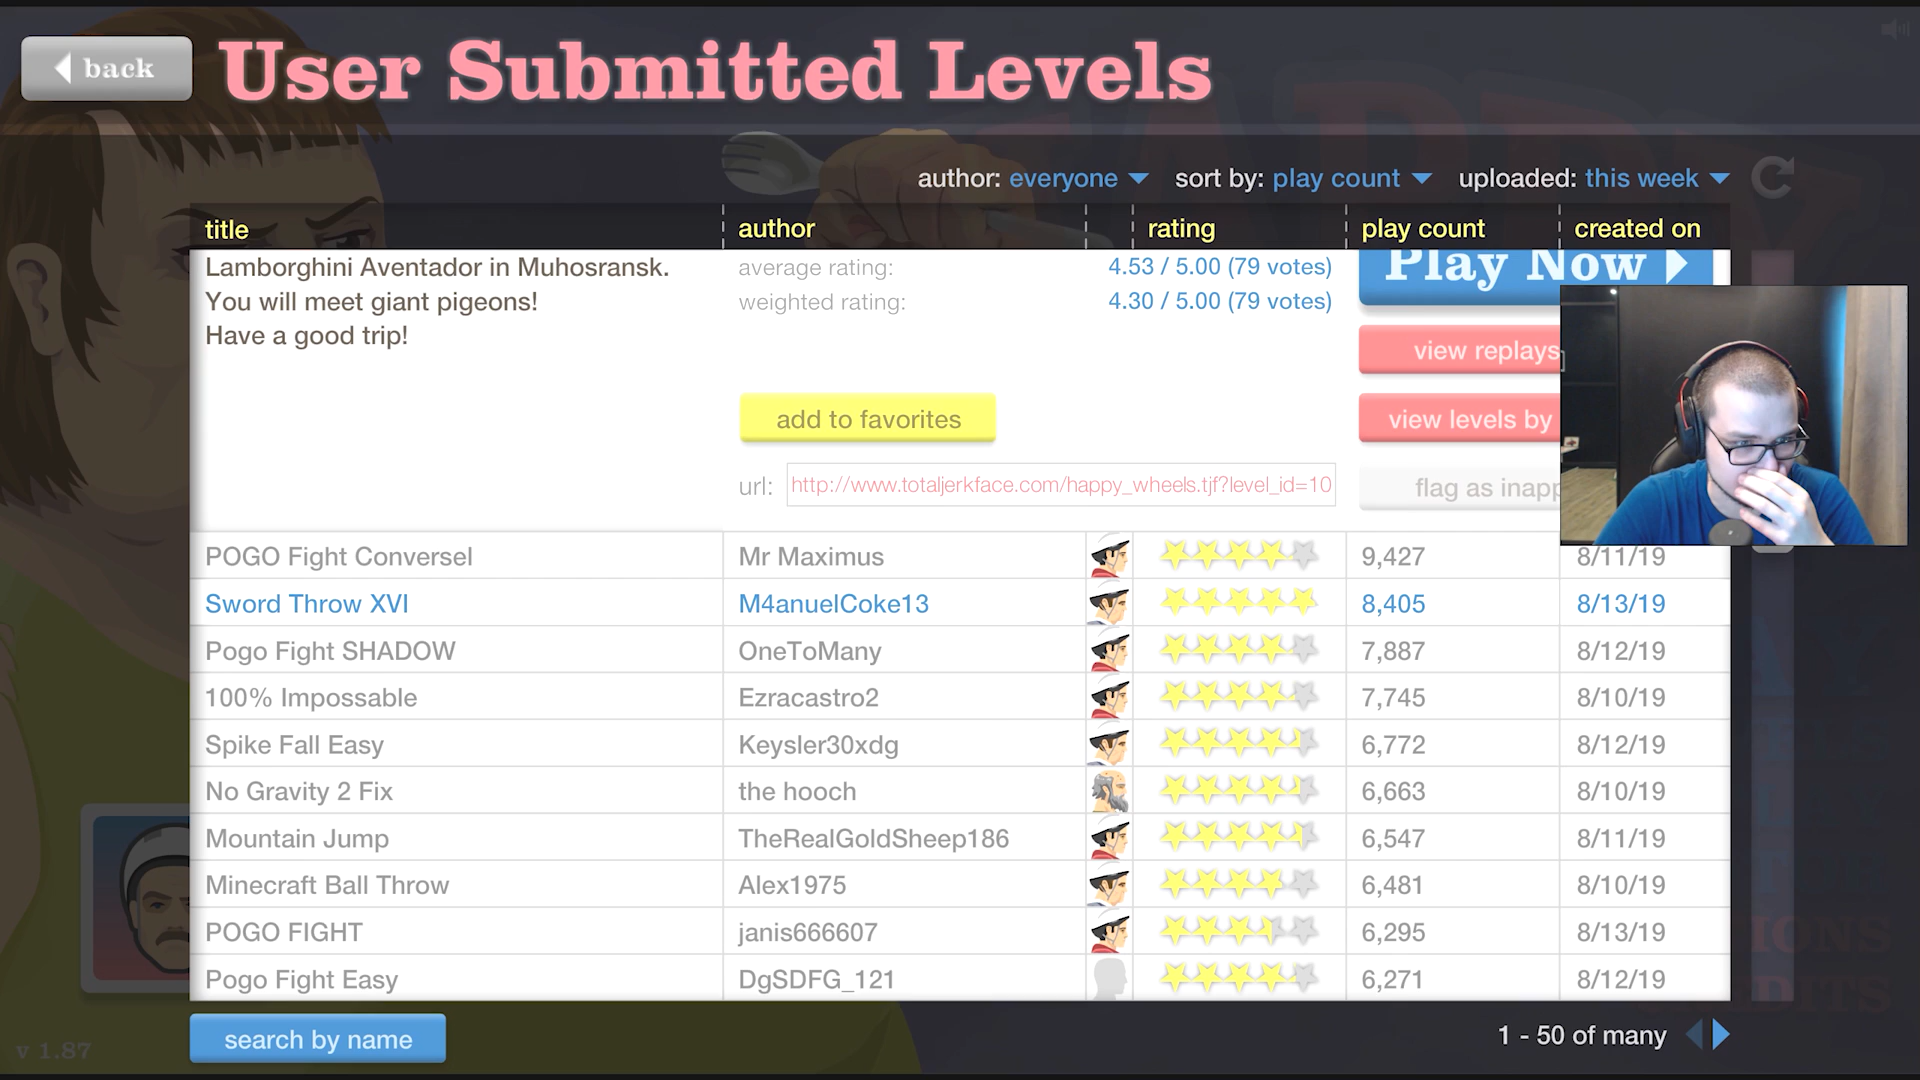 back
User Submitted Levels
author: everyone sort by: play count uploaded: this week
title author rating play count created on
Lamborghini Aventador in Muhosransk. average rating: 4.53 / 5.00 (79 votes) Play Now
You will meet giant pigeons! weighted rating: 4.30 / 5.00 (79 votes)
Have a good trip!
view replays
add to favorites view levels by
url: http://www.totaljerkface.com/happy_wheels.tjf?level_id=10 flag as
POGO Fight Conversel Mr Maximus 9,427 8/11/19
Sword Throw XVI M4anuelCoke13 8,405 8/13/19
Pogo Fight SHADOW OneToMany 7,887 8/12/19
100% Impossable Ezracastro2 7,745 8/10/19
Spike Fall Easy Keysler30xdg 6,772 8/12/19
No Gravity 2 Fix the hooch 6,663 8/10/19
Mountain Jump TheRealGoldSheep186 6,547 8/11/19
Minecraft Ball Throw Alex1975 6,481 8/10/19
POGO FIGHT janis666607 6,295 8/13/19
Pogo Fight Easy DgSDFG_121 6,271 8/12/19
search by name 1 - 50 of many
v 1.87